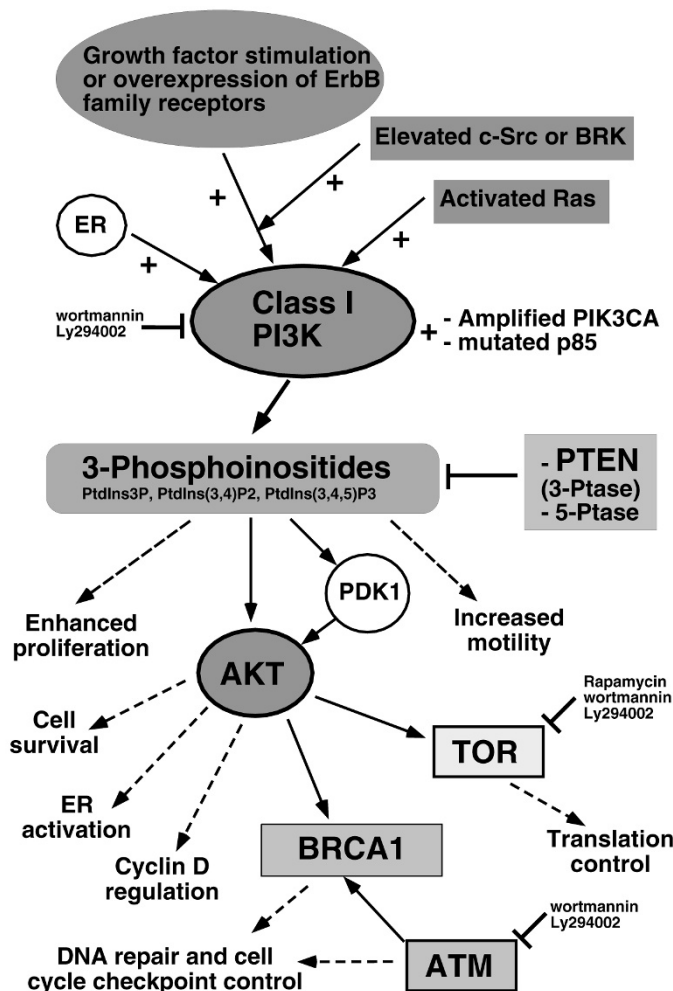 Growth factor stimulation
or overexpression of ErbB
family receptors
Elevated c-Src or BRK
+
+
Activated Ras
ER
+
+
wortmannin
Ly294002
Class I
PI3K
+
- Amplified PIK3CA
- mutated p85
3-Phosphoinositides
PtdIns3P, PtdIns(3,4)P2, PtdIns(3,4,5)P3
- PTEN
(3-Ptase)
- 5-Ptase
PDK1
Enhanced
proliferation
Increased
motility
AKT
Rapamycin
wortmannin
Ly294002
Cell
survival
TOR
ER
activation
Cyclin D
regulation
BRCA1
Translation
control
wortmannin
Ly294002
DNA repair and cell
cycle checkpoint control
ATM